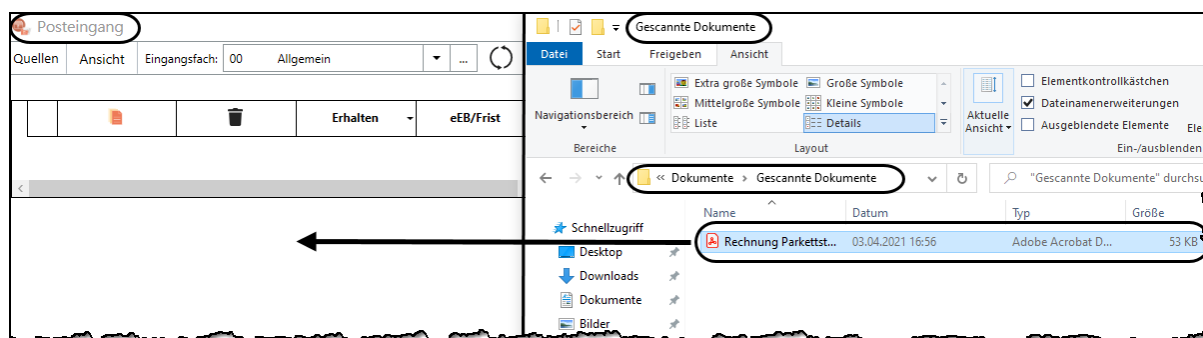 Posteingang
Quellen Ansicht Eingangsfach: 00 Allgemein ...
Erhalten eEB/Frist
Gescannte Dokumente
Datei Start Freigeben Ansicht
Navigationsbereich
Extra große Symbole Große Symbole
Mittelgroße Symbole Kleine Symbole
Liste Details
Aktuelle Ansicht
Elementkontrollkästchen
Dateinamenerweiterungen
Ausgeblendete Elemente Ele
Bereiche Layout Ein-/ausblenden
« Dokumente > Gescannte Dokumente "Gescannte Dokumente" durchsu
Name Datum Typ Größe
Schnellzugriff
Rechnung Parkettst... 03.04.2021 16:56 Adobe Acrobat D... 53 KB
Desktop
Downloads
Dokumente
Bilder